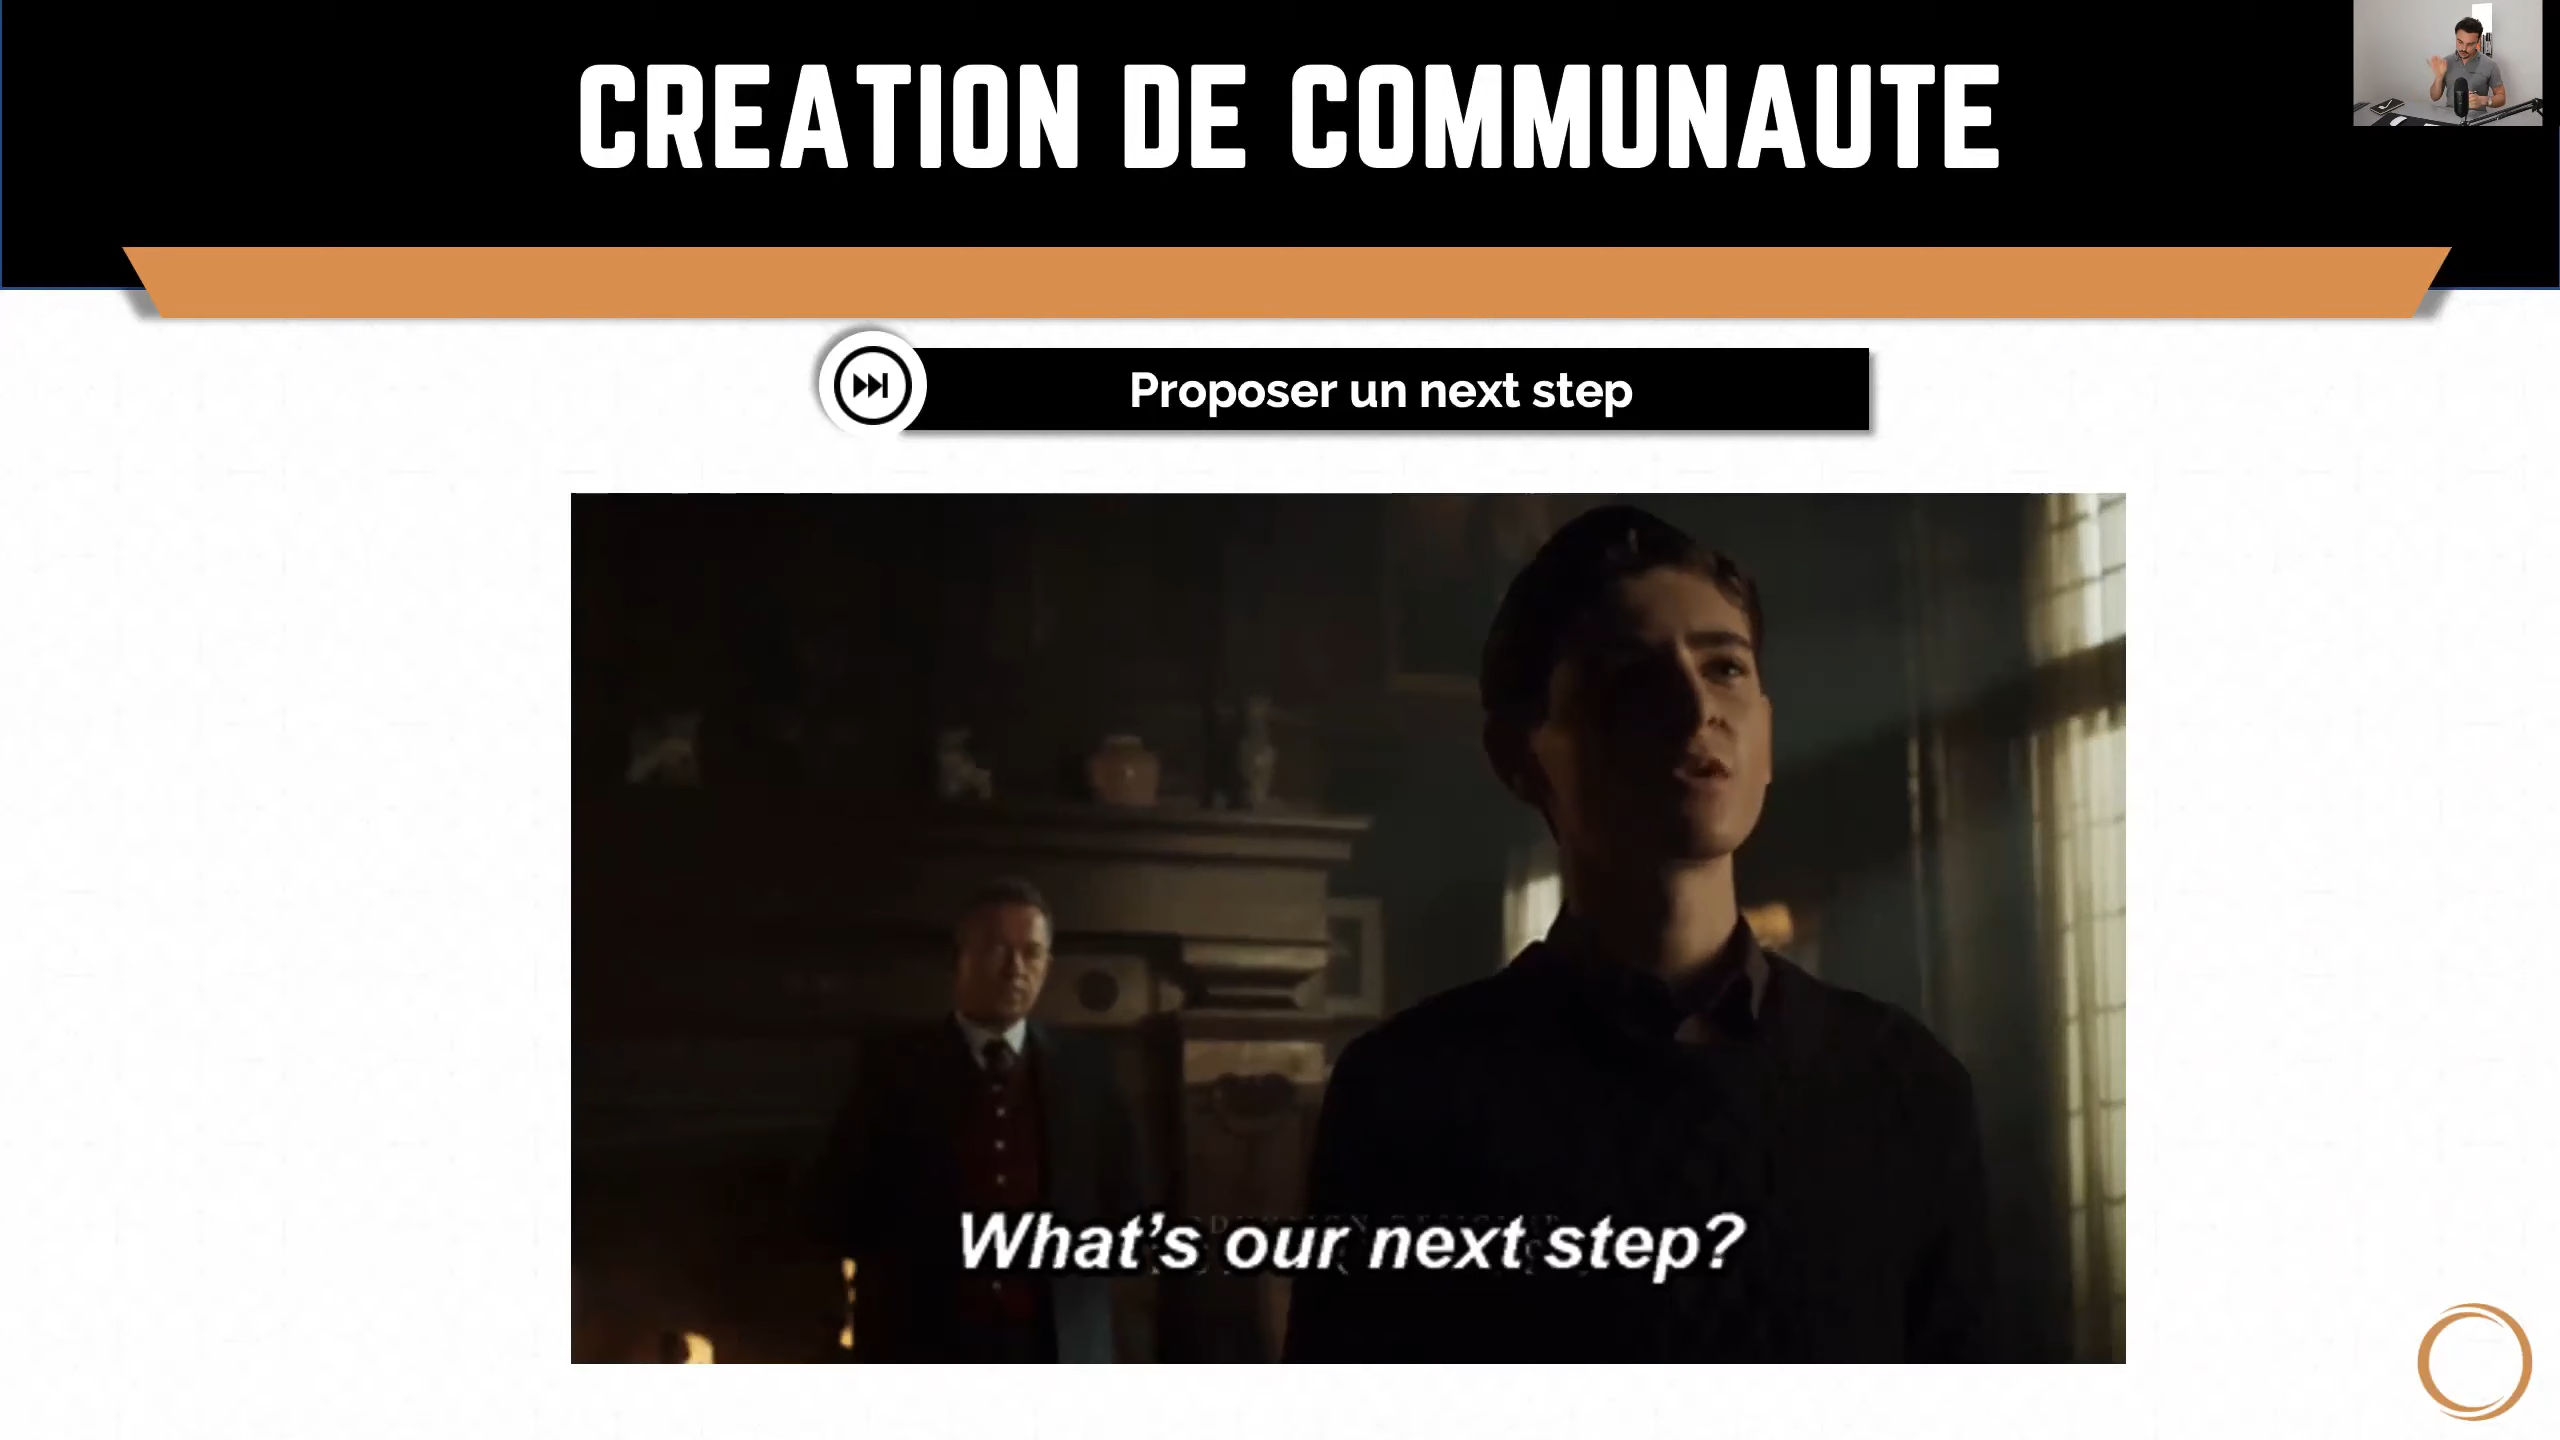 CREATION DE COMMUNAUTE
Proposer un next step
What's our next step?